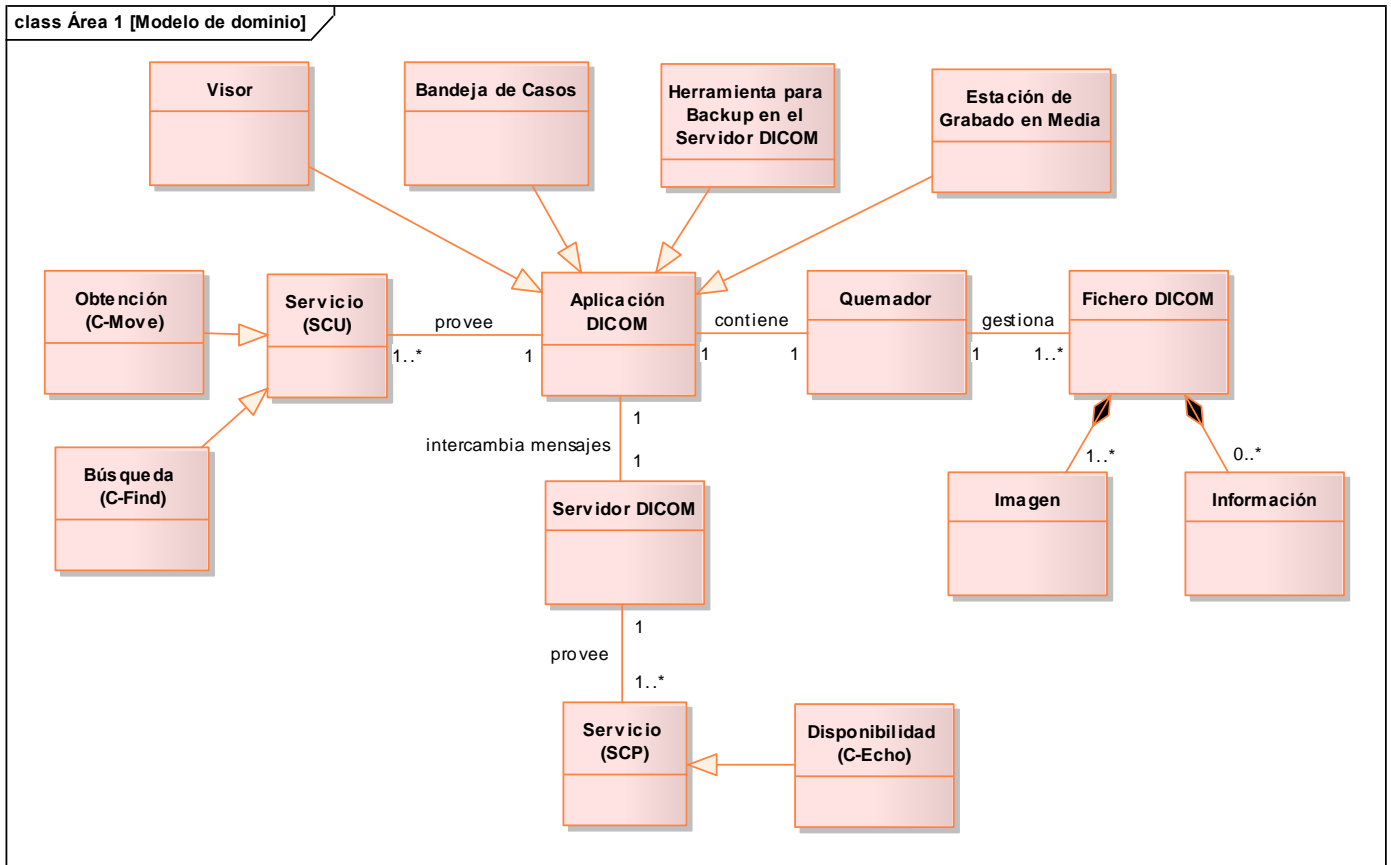 class Área 1 [Modelo de dominio]
Visor
Bandeja de Casos
Herramienta para
Backup en el
Servidor DICOM
Estación de
Grabado en Media
Obtención
(C-Move)
Servicio
(SCU)
provee
1..*
1
Aplicación
DICOM
contiene
1
1
Quemador
gestiona
1
1..*
Fichero DICOM
Búsqueda
(C-Find)
1
intercambia mensajes
1
1..*
0..*
Servidor DICOM
Imagen
Información
1
provee
1..*
Servicio
(SCP)
Disponibilidad
(C-Echo)